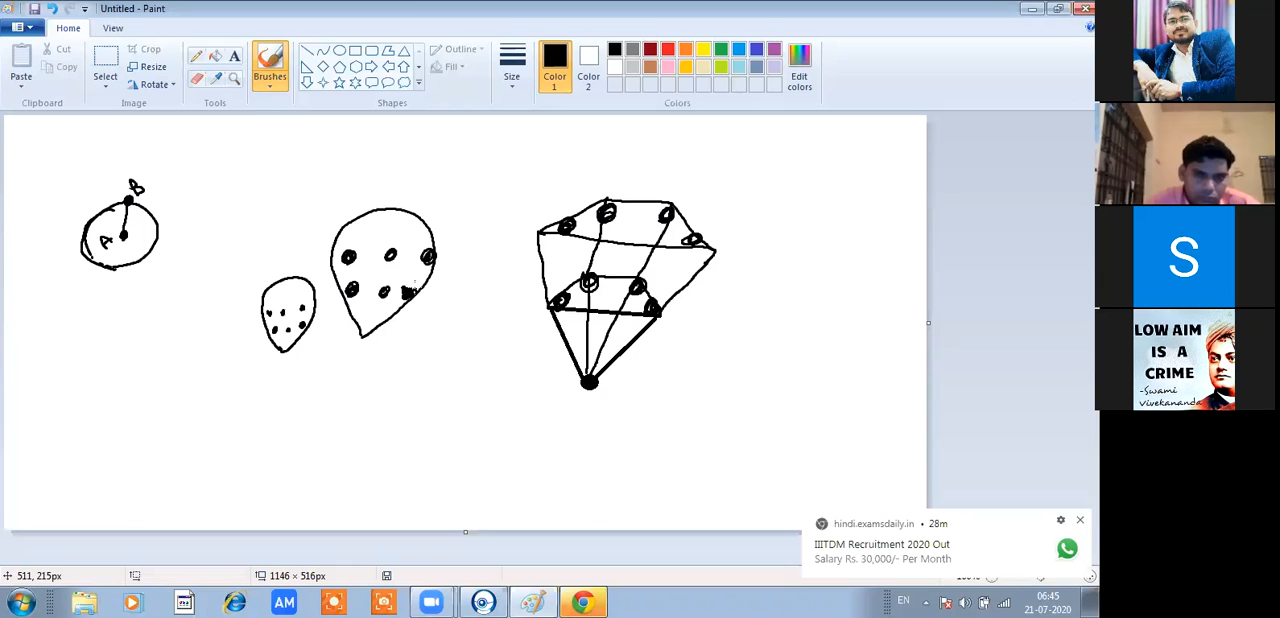 Untitled - Paint
Home
View
Paste
Cut
Copy
Clipboard
Select
Crop
Resize
Rotate
Image
A
Tools
Brushes
Shapes
Outline
Fill
Size
Color
1
Color
2
Edit
colors
Colors
B
A
S
LOW AIM
IS A
CRIME
-Swami
Vivekananda
hindi.examsdaily.in • 28m
IIITDM Recruitment 2020 Out
Salary Rs. 30,000/- Per Month
511, 215px
1146 × 516px
100%
AM
EN
06:45
21-07-2020